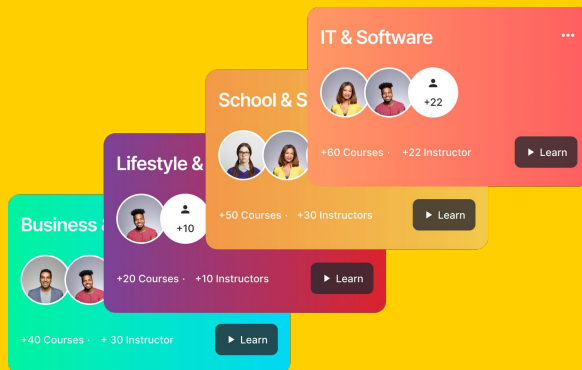 IT & Software
+22
+60 Courses · +22 Instructor
Learn
School & S
+50 Courses · +30 Instructors
Learn
Lifestyle &
+10
+20 Courses · +10 Instructors
Learn
Business
+40 Courses · + 30 Instructor
Learn